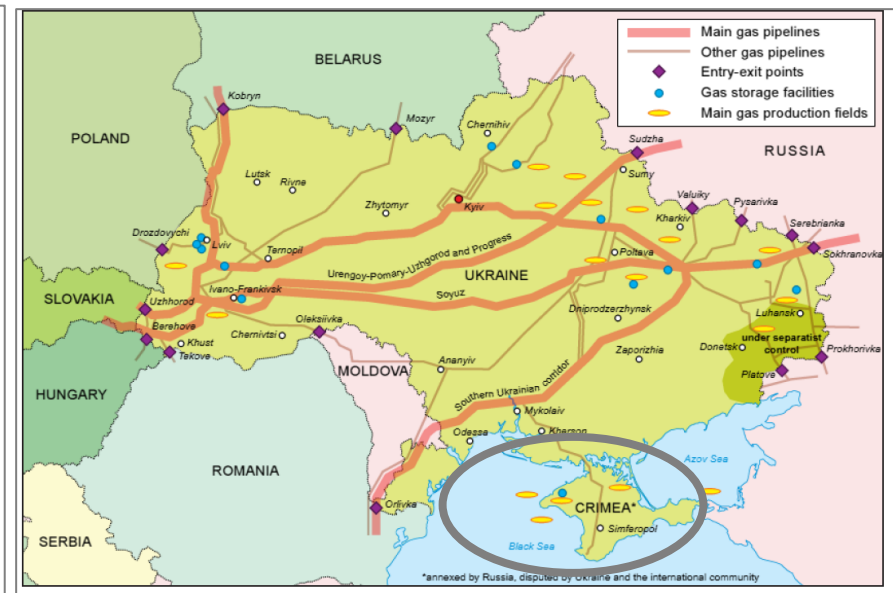 Main gas pipelines
Other gas pipelines
Entry-exit points
Gas storage facilities
Main gas production fields
BELARUS
POLAND
RUSSIA
Kobryn
Mozyr
Chernihiv
Sudzha
Sumy
Lutsk
Rivne
Zhytomyr
Kyiv
Valuiky
Pysarivka
Kharkiv
Serebrianka
Sokhranovka
Drozdovychi
Lviv
Ternopil
Urengoy-Pomary-Uzhgorod and Progress
UKRAINE
Poltava
Soyuz
Ivano-Frankivsk
SLOVAKIA
Uzhhorod
Berehove
Khust
Tekove
Chernivtsi
Oleksiivka
Dniprodzerzhynsk
Luhansk
under separatist
control
Donetsk
Prokhorivka
Platove
Zaporizhia
Ananyiv
MOLDOVA
HUNGARY
Southern Ukrainian corridor
Mykolaiv
Kherson
Odessa
Azov Sea
ROMANIA
Orlivka
CRIMEA*
Simferopol
Black Sea
SERBIA
*annexed by Russia, disputed by Ukraine and the international community